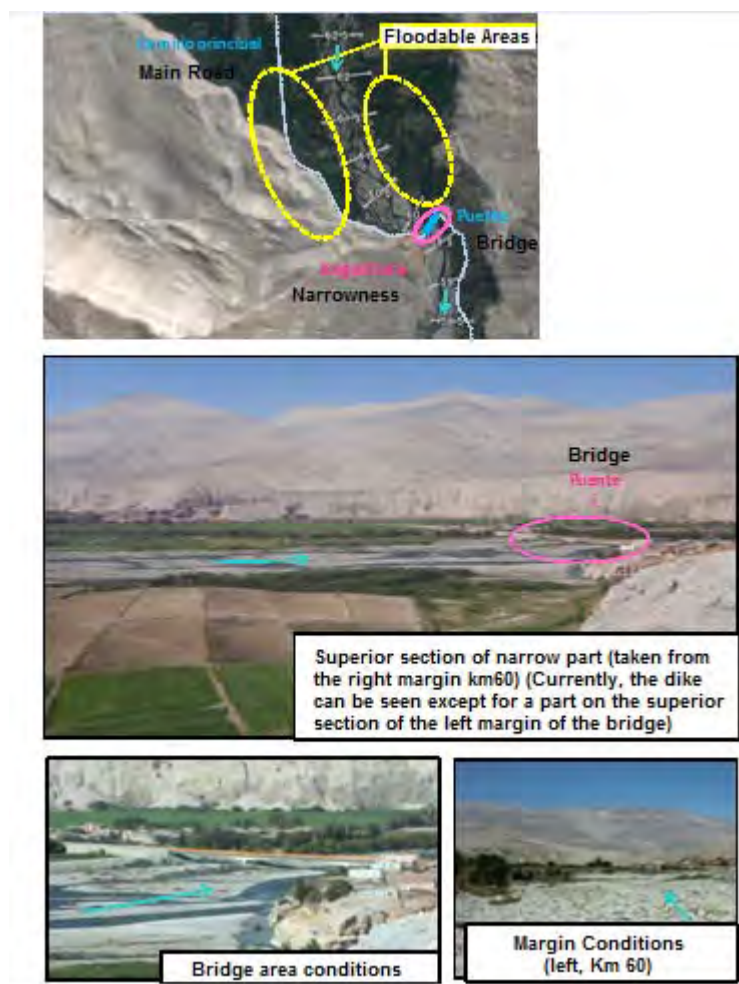 Camino principal
Floodable Areas
Main Road
Puente
Bridge
Angostura
Narrowness
Bridge
Puente
Superior section of narrow part (taken from
the right margin km60) (Currently, the dike
can be seen except for a part on the superior
section of the left margin of the bridge)
Bridge area conditions
Margin Conditions
(left, Km 60)